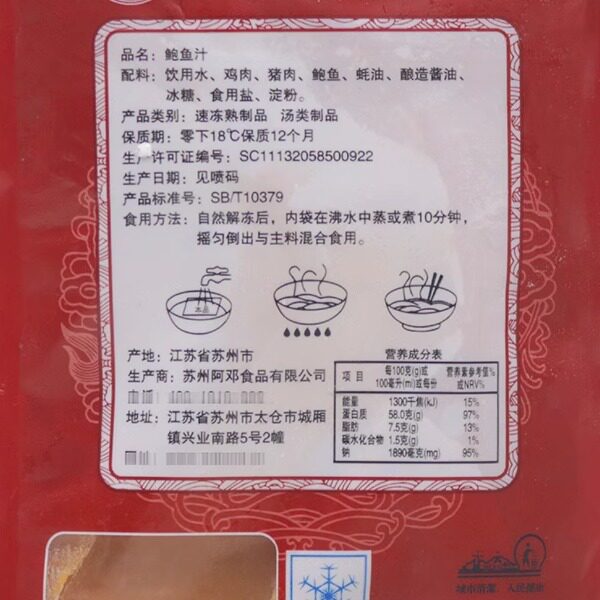 品名：鲍鱼汁
配料：饮用水、鸡肉、猪肉、鲍鱼、蚝油、酿造酱油、
冰糖、食用盐、淀粉。
产品类别：速冻熟制品 汤类制品
保质期：零下18℃保质12个月
生产许可证编号：SC11132058500922
生产日期：见喷码
产品标准号：SB/T10379
食用方法：自然解冻后，内袋在沸水中蒸或煮10分钟，
摇匀倒出与主料混合食用。
本品
产地：江苏省苏州市
生产商：苏州阿邓食品有限公司
地址：江苏省苏州市太仓市城厢
镇兴业南路5号2幢
营养成分表
项目 每100克(g)或100毫升(ml)或每份 营养素参考值%或NRV%
能量 1300千焦(kJ) 15%
蛋白质 58.0克(g) 97%
脂肪 7.5克(g) 13%
碳水化合物 1.5克(g) 1%
钠 1890毫克(mg) 95%